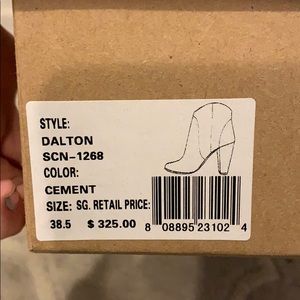 STYLE:
DALTON
SCN-1268
COLOR:
CEMENT
SIZE: SG. RETAIL PRICE:
38.5 $ 325.00 8 08895 23102 4